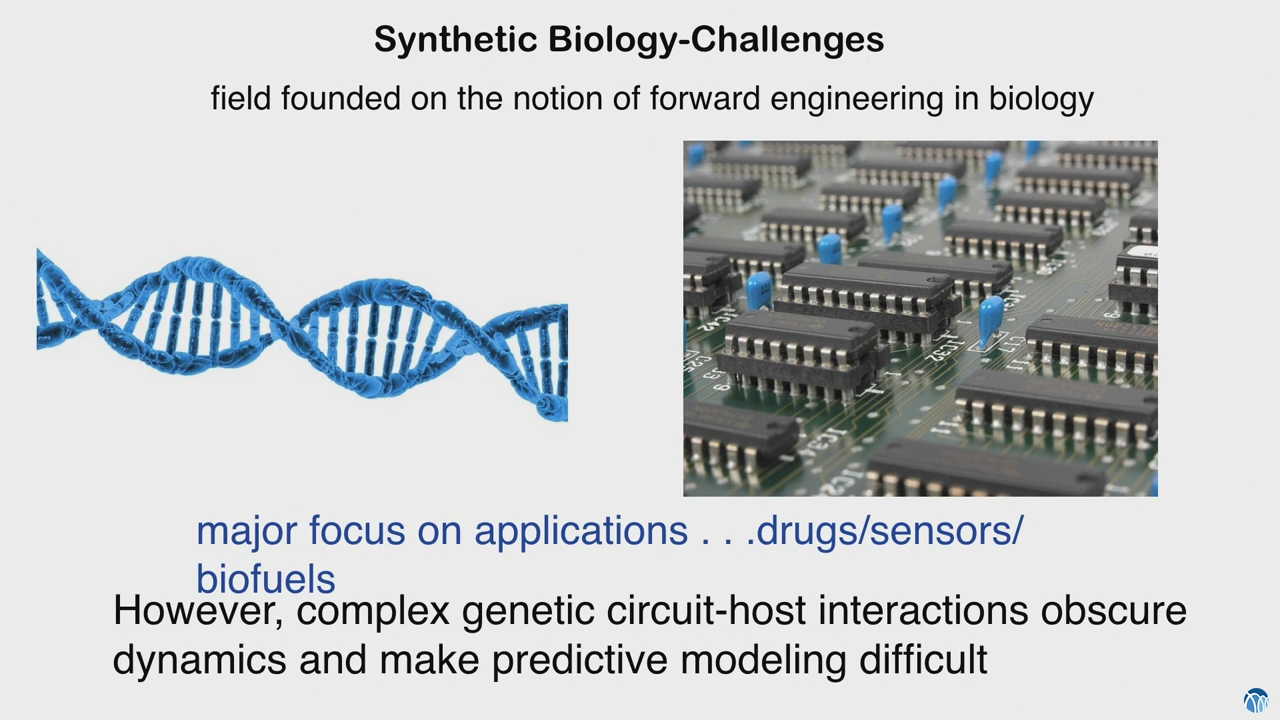 Synthetic Biology-Challenges
field founded on the notion of forward engineering in biology
major focus on applications . . .drugs/sensors/
biofuels
However, complex genetic circuit-host interactions obscure
dynamics and make predictive modeling difficult